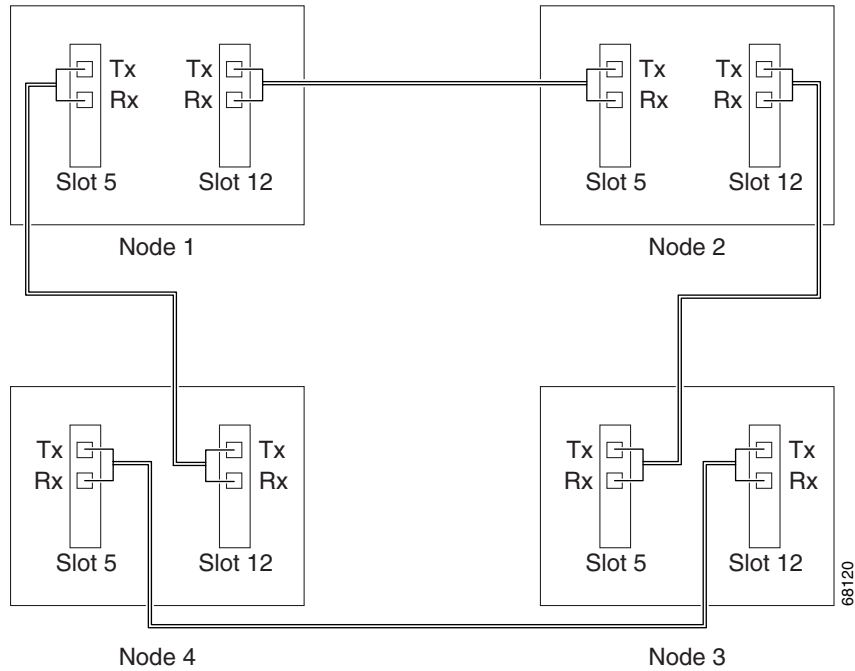 Tx Tx Tx Tx
Rx Rx Rx Rx
Slot 5 Slot 12 Slot 5 Slot 12
Node 1 Node 2
Tx Tx Tx Tx
Rx Rx Rx Rx
Slot 5 Slot 12 Slot 5 Slot 12
68120
Node 4 Node 3